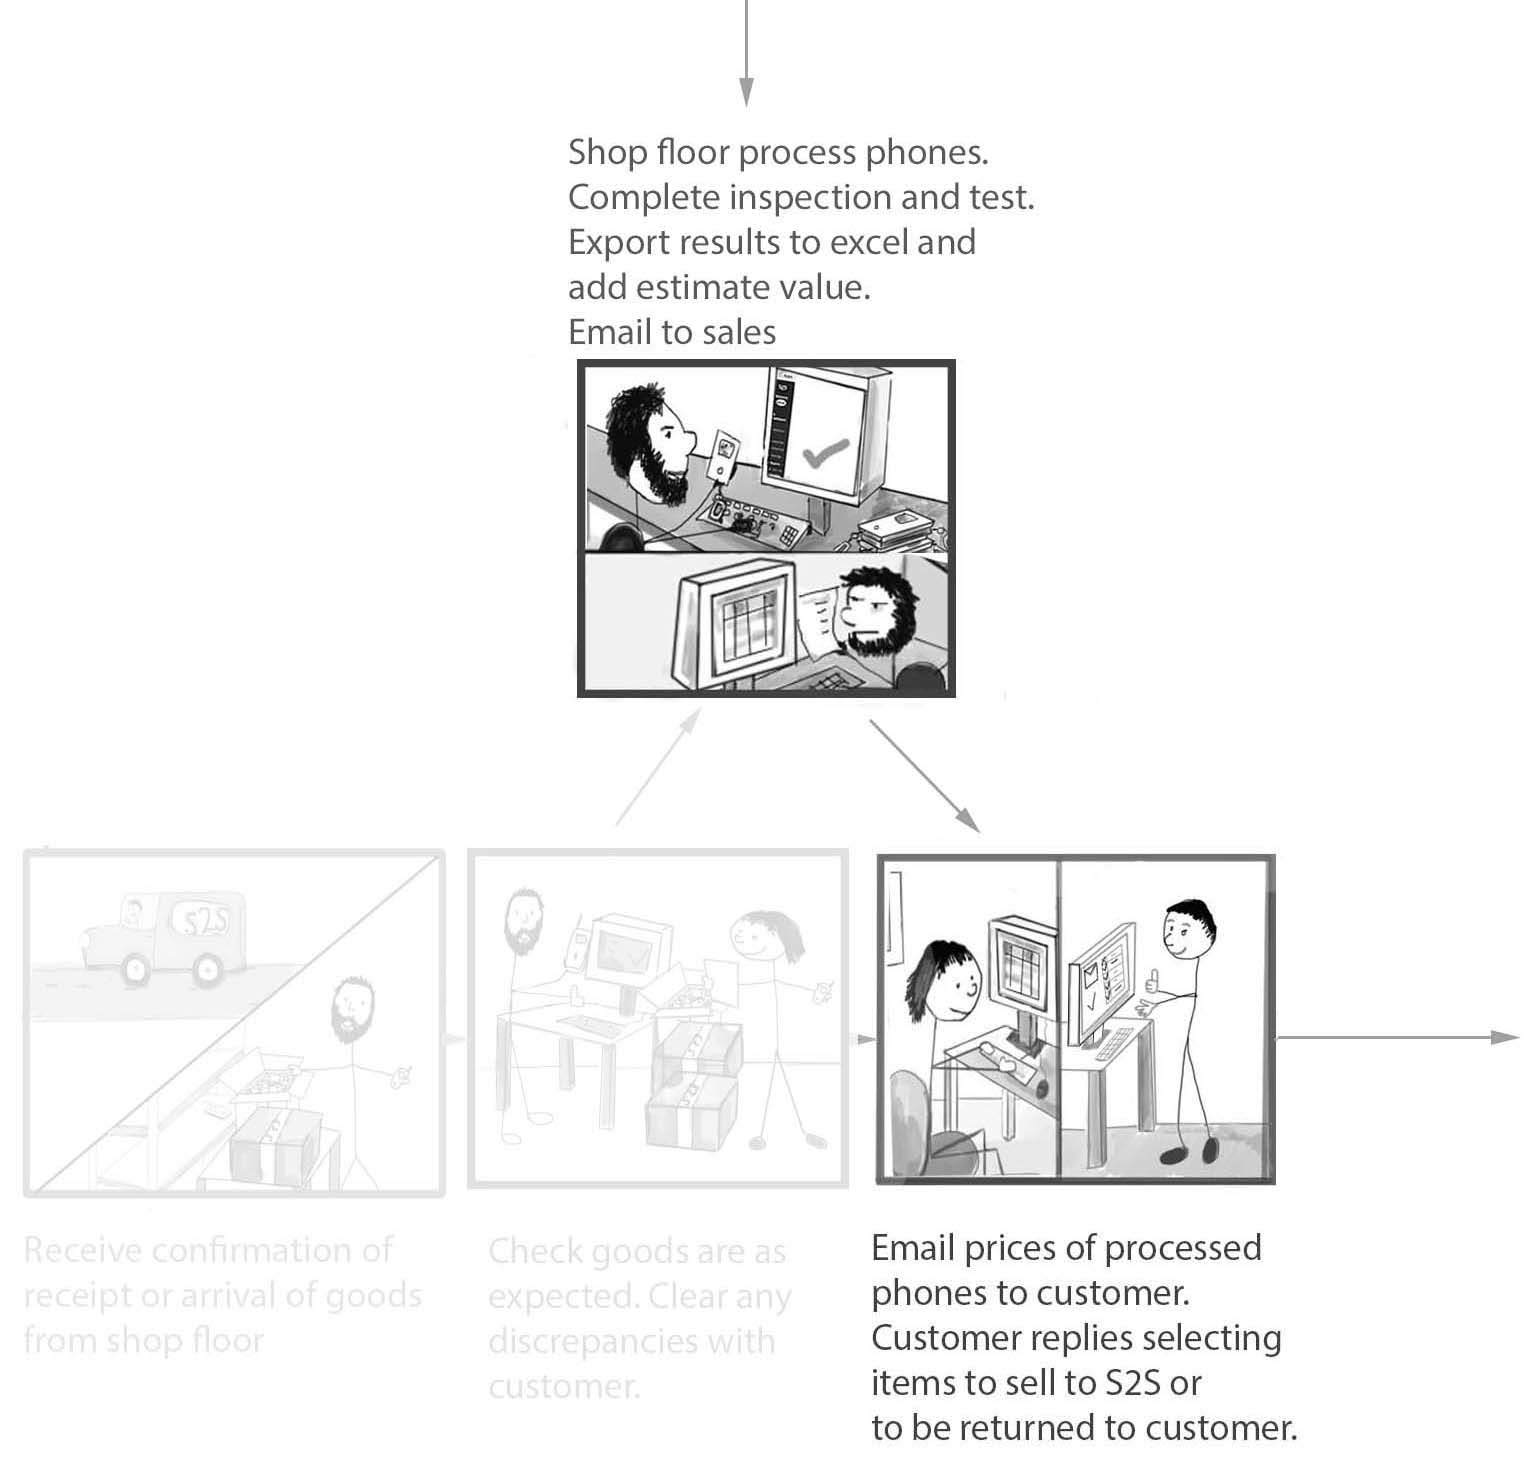 Shop floor process phones.
Complete inspection and test.
Export results to excel and
add estimate value.
Email to sales
S2S
Receive confirmation of
receipt or arrival of goods
from shop floor
Check goods are as
expected. Clear any
discrepancies with
customer.
Email prices of processed
phones to customer.
Customer replies selecting
items to sell to S2S or
to be returned to customer.